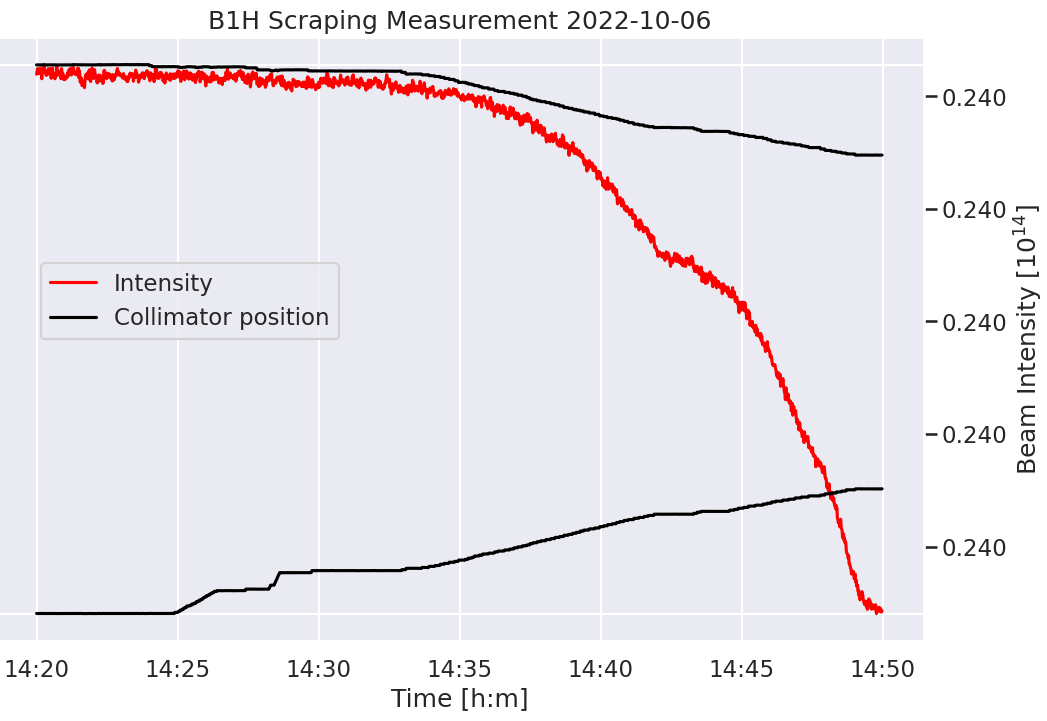 B1H Scraping Measurement 2022-10-06
0.240
0.240
0.240
0.240
0.240
Beam Intensity [10¹⁴]
Intensity
Collimator position
14:20 14:25 14:30 14:35 14:40 14:45 14:50
Time [h:m]